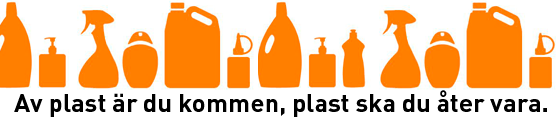 Av plast är du kommen, plast ska du åter vara.